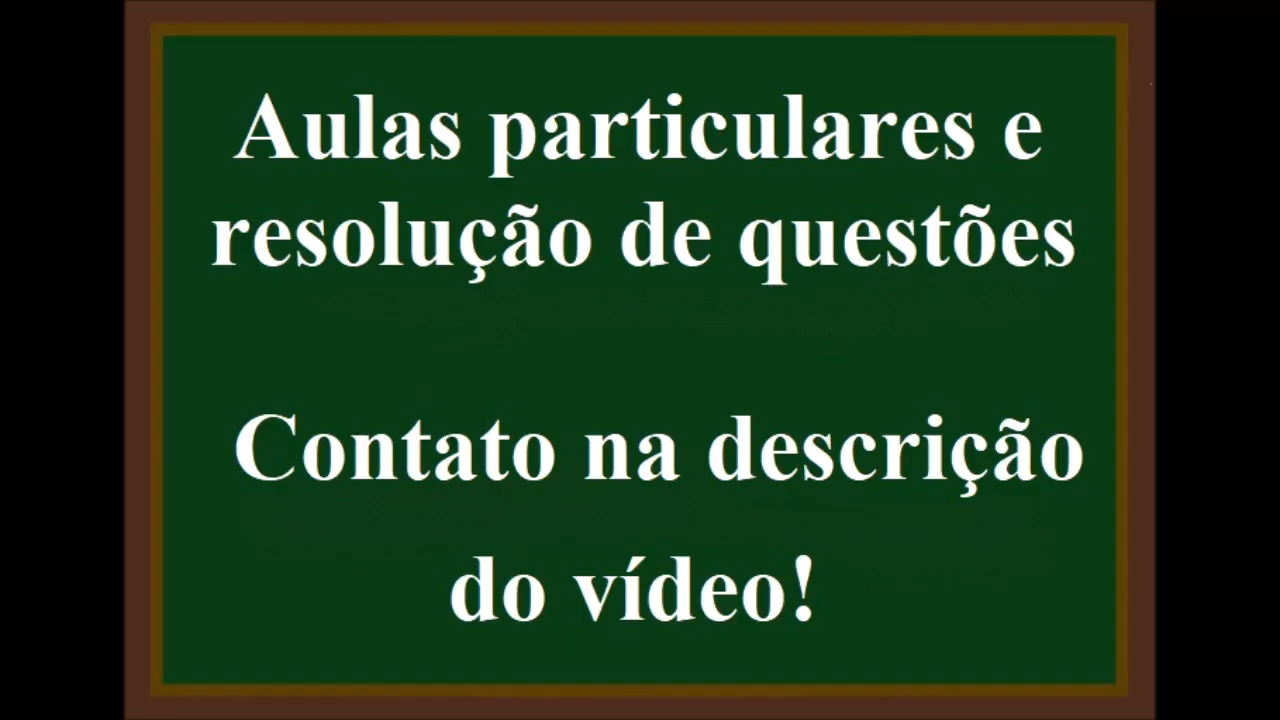 Aulas particulares e
resolução de questões
Contato na descrição
do vídeo!